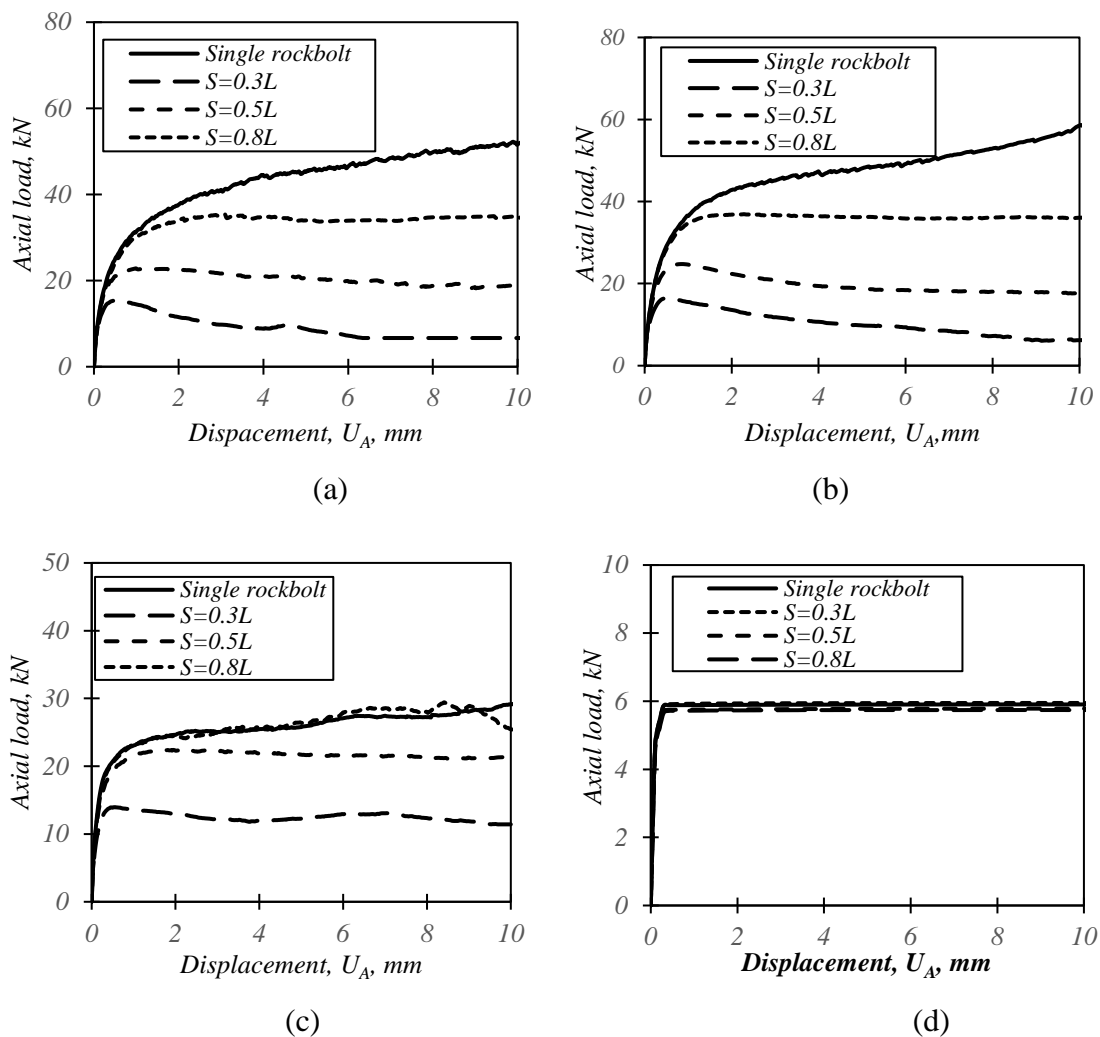 80
60
40
20
0
Axial load, kN
Single rockbolt
S=0.3L
S=0.5L
S=0.8L
0 2 4 6 8 10
Dispacement, U_A, mm
(a)
80
60
40
20
0
Axial load, kN
Single rockbolt
S=0.3L
S=0.5L
S=0.8L
0 2 4 6 8 10
Displacement, U_A,mm
(b)
50
40
30
20
10
0
Axial load, kN
Single rockbolt
S=0.3L
S=0.5L
S=0.8L
0 2 4 6 8 10
Displacement, U_A, mm
(c)
10
8
6
4
2
0
Axial load, kN
Single rockbolt
S=0.3L
S=0.5L
S=0.8L
0 2 4 6 8 10
Displacement, U_A, mm
(d)